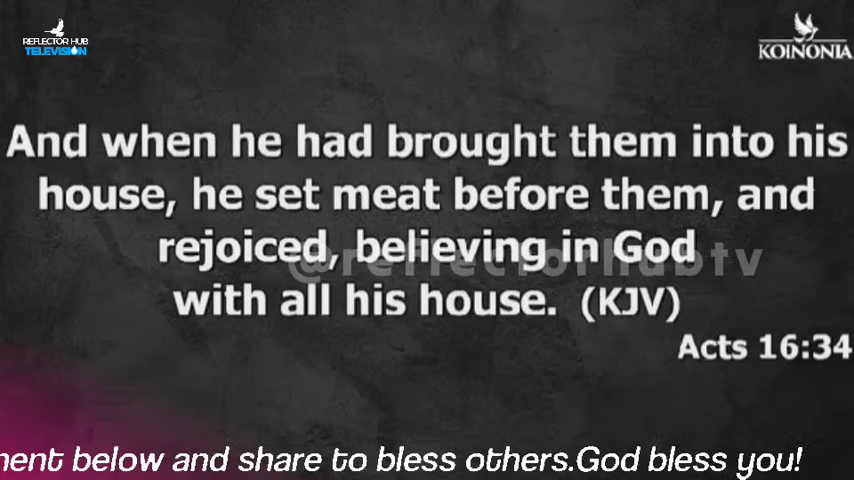 REFLECTOR HUB
TELEVISION
KOINONIA
And when he had brought them into his
house, he set meat before them, and
rejoiced, believing in God
@reflectorhubtv
with all his house. (KJV)
Acts 16:34
below and share to bless others.God bless you!